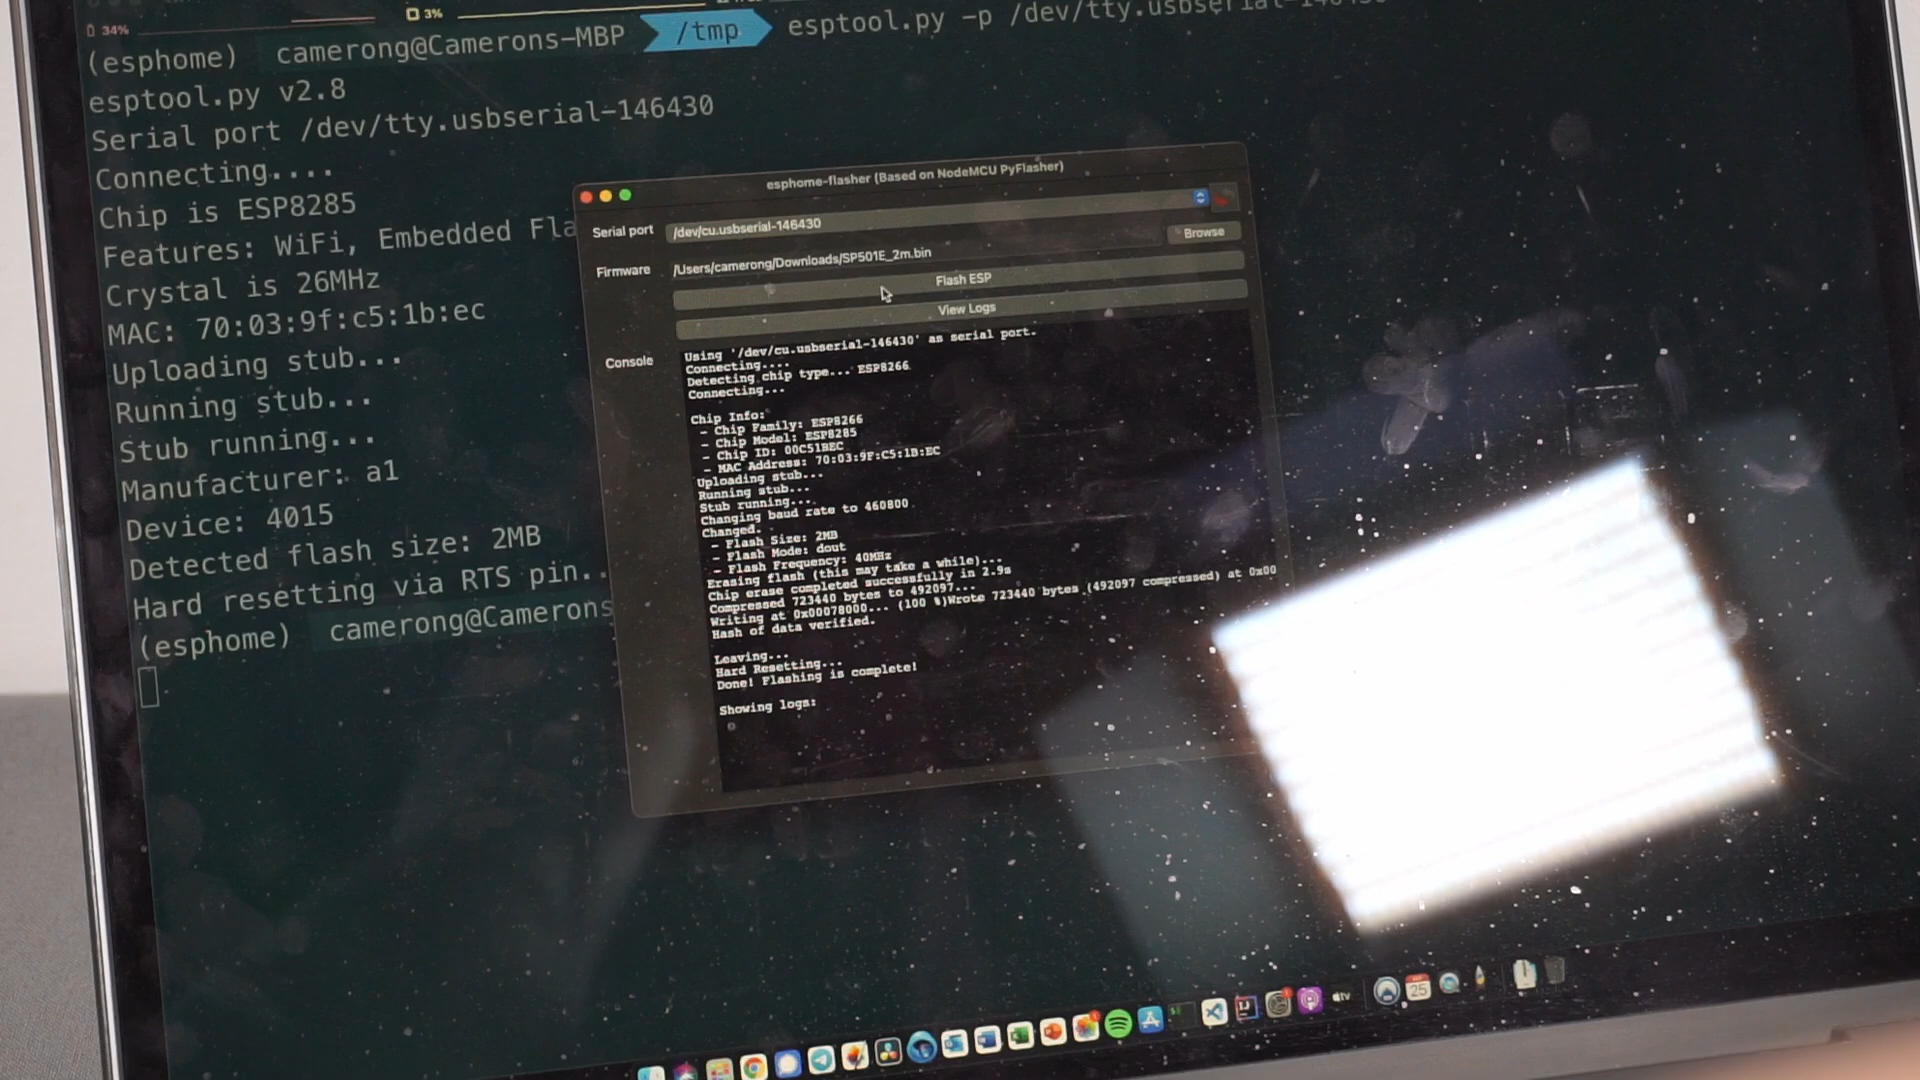 34%
3%
(esphome) camerong@Camerons-MBP /tmp esptool.py -p /dev/tty.usbserial-146430
esptool.py v2.8
Serial port /dev/tty.usbserial-146430
Connecting....
Chip is ESP8285
Features: WiFi, Embedded Fla
Crystal is 26MHz
MAC: 70:03:9f:c5:1b:ec
Uploading stub...
Running stub...
Stub running...
Manufacturer: a1
Device: 4015
Detected flash size: 2MB
Hard resetting via RTS pin..
(esphome) camerong@Camerons
esphome-flasher (Based on NodeMCU PyFlasher)
Serial port /dev/cu.usbserial-146430
Firmware /Users/camerong/Downloads/SP501E_2m.bin Browse
Flash ESP
View Logs
Console
Using '/dev/cu.usbserial-146430' as serial port.
Connecting....
Detecting chip type... ESP8266
Connecting...
Chip Info:
- Chip Family: ESP8266
- Chip Model: ESP8285
- Chip ID: 00C51BEC
- MAC Address: 70:03:9F:C5:1B:EC
Uploading stub...
Running stub...
Stub running...
Changing baud rate to 460800
Changed.
- Flash Size: 2MB
- Flash Mode: dout
- Flash Frequency: 40MHz
Erasing flash (this may take a while)...
Chip erase completed successfully in 2.9s
Compressed 723440 bytes to 492097...
Writing at 0x00078000... (100 %)Wrote 723440 bytes (492097 compressed) at 0x00
Hash of data verified.
Leaving...
Hard Resetting...
Done! Flashing is complete!
Showing logs:
tv
25